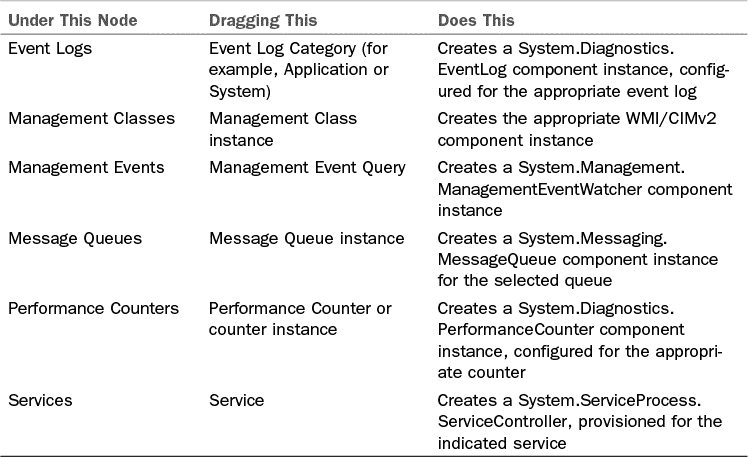 Under This Node Dragging This Does This
Event Logs Event Log Category (for Creates a System.Diagnostics.
example, Application or EventLog component instance, config-
System) ured for the appropriate event log
Management Classes Management Class Creates the appropriate WMI/CIMv2
instance component instance
Management Events Management Event Query Creates a System.Management.
ManagementEventWatcher component
instance
Message Queues Message Queue instance Creates a System.Messaging.
MessageQueue component instance
for the selected queue
Performance Counters Performance Counter or Creates a System.Diagnostics.
counter instance PerformanceCounter component
instance, configured for the appropri-
ate counter
Services Service Creates a System.ServiceProcess.
ServiceController, provisioned for the
indicated service